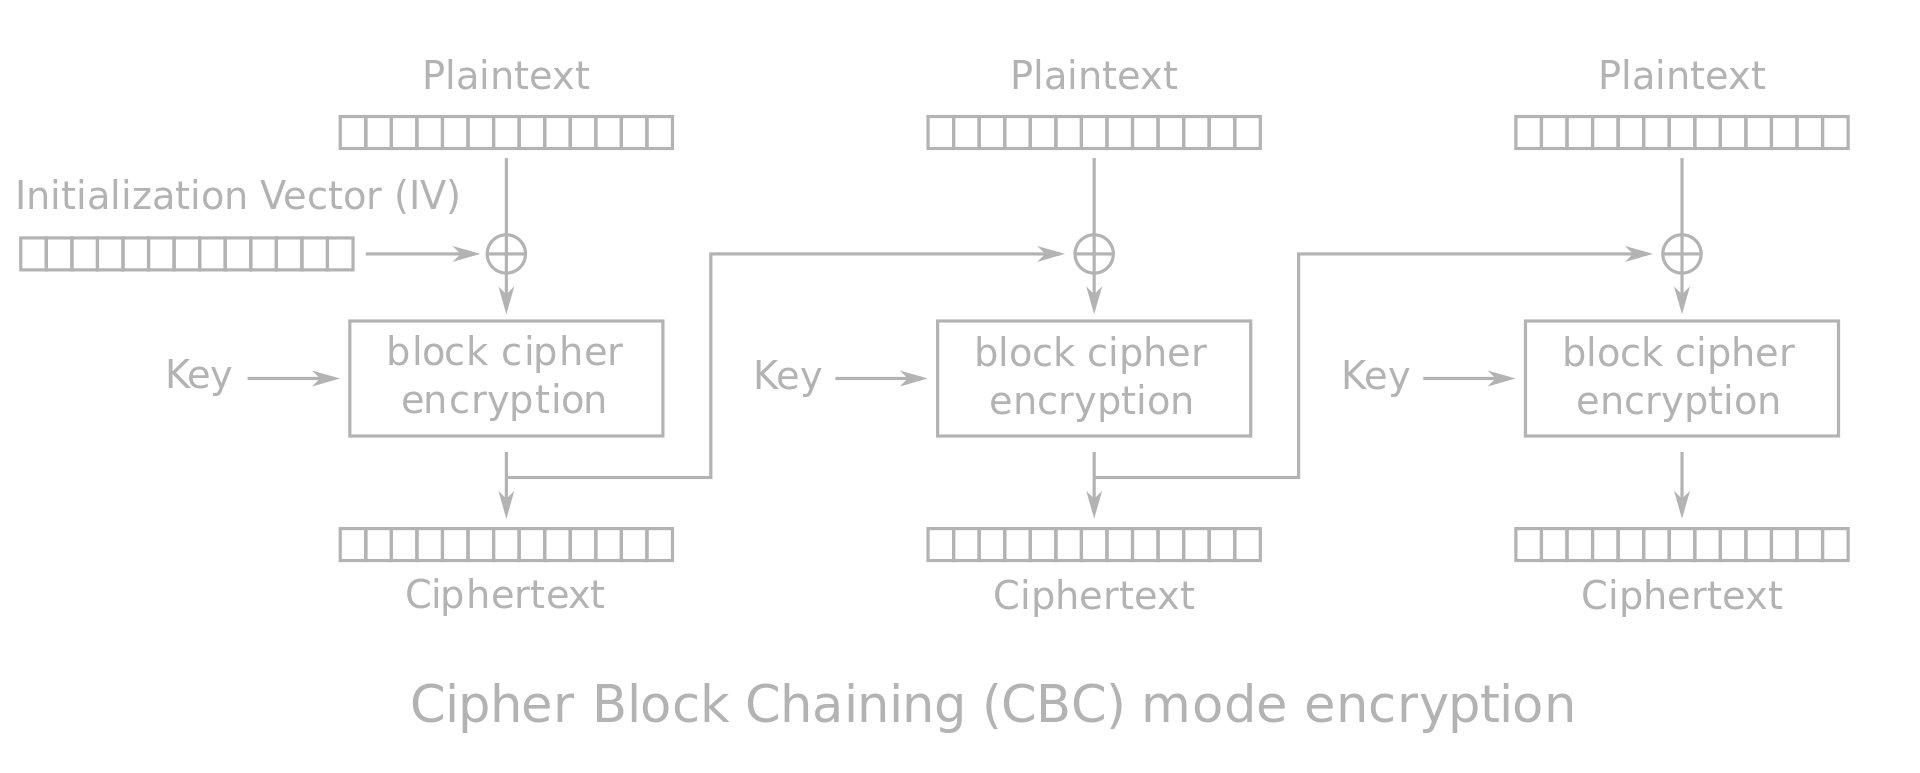 Plaintext
Plaintext
Plaintext
Initialization Vector (IV)
Key
block cipher
encryption
Key
block cipher
encryption
Key
block cipher
encryption
Ciphertext
Ciphertext
Ciphertext
Cipher Block Chaining (CBC) mode encryption